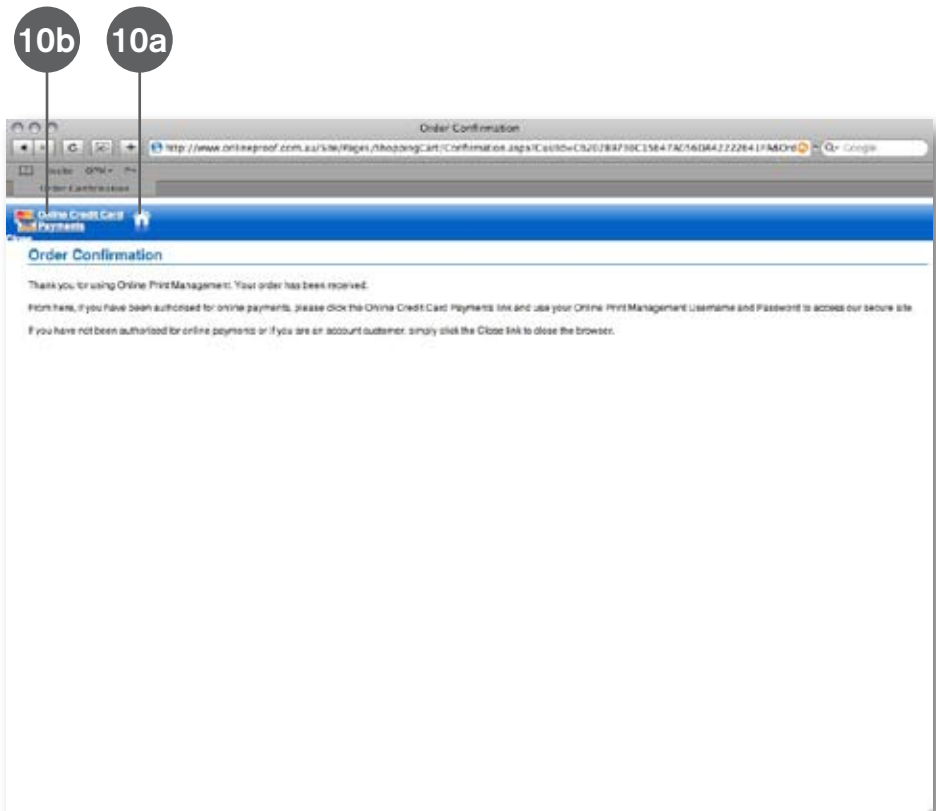 10b 10a
Order Confirmation
Google
Order Confirmation
Online Credit Card
Payments
Close
Order Confirmation
Thank you for using Online Print Management. Your order has been received.
From here, if you have been authorised for online payments, please click the Online Credit Card Payments link and use your Online Print Management Username and Password to access our secure site
If you have not been authorised for online payments or if you are an account customer, simply click the Close link to close the browser.